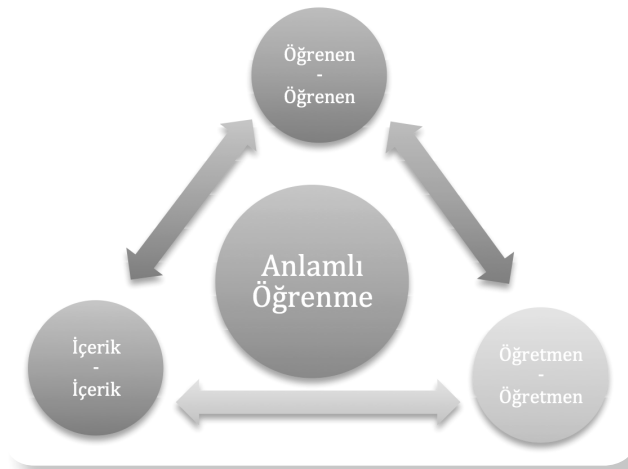 Öğrenen
-
Öğrenen
Anlamlı
Öğrenme
İçerik
-
İçerik
Öğretmen
-
Öğretmen